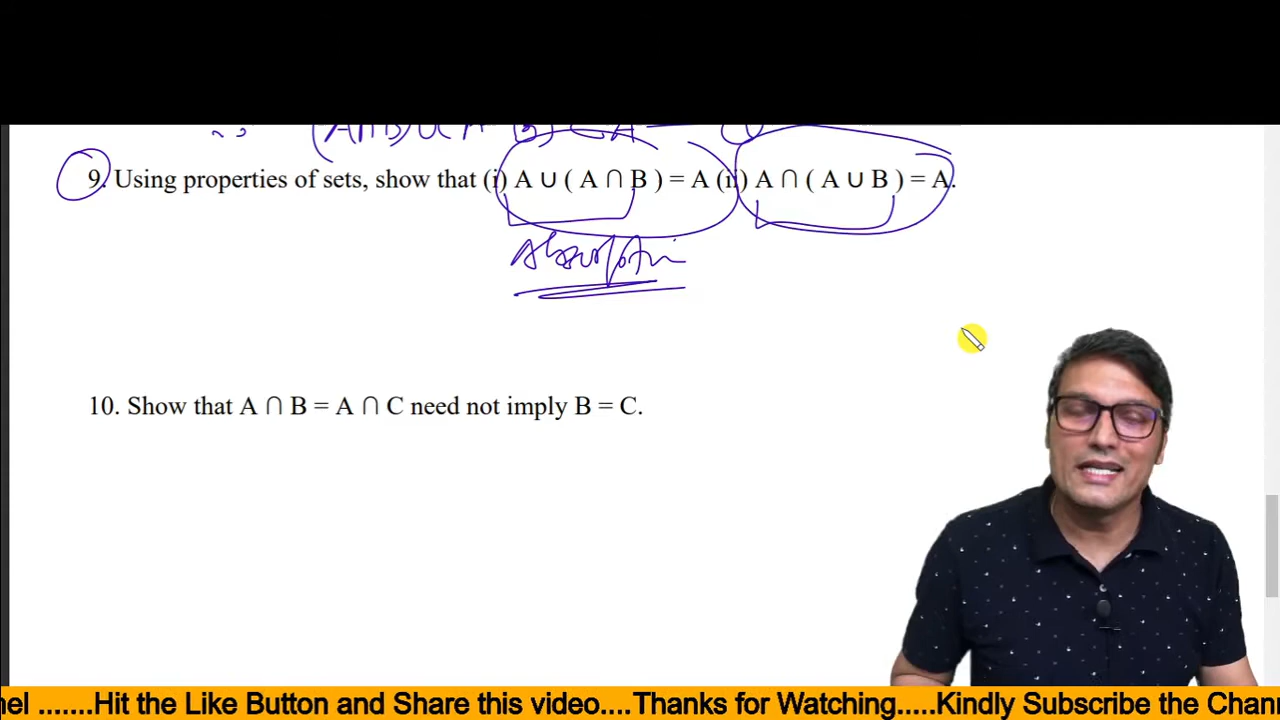 9. Using properties of sets, show that (i) A ∪ ( A ∩ B ) = A (ii) A ∩ ( A ∪ B ) = A.
Absorption
10. Show that A ∩ B = A ∩ C need not imply B = C.
nel .......Hit the Like Button and Share this video....Thanks for Watching.....Kindly Subscribe the Chan